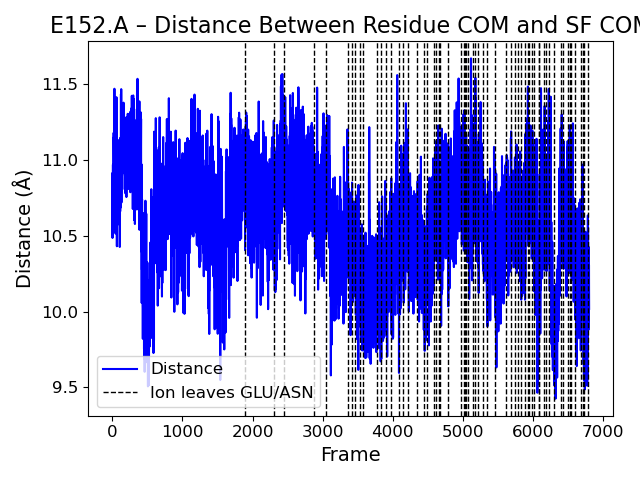 E152.A – Distance Between Residue COM and SF COM
Distance (Å)
11.5
11.0
10.5
10.0
9.5
Distance
Ion leaves GLU/ASN
0 1000 2000 3000 4000 5000 6000 7000
Frame